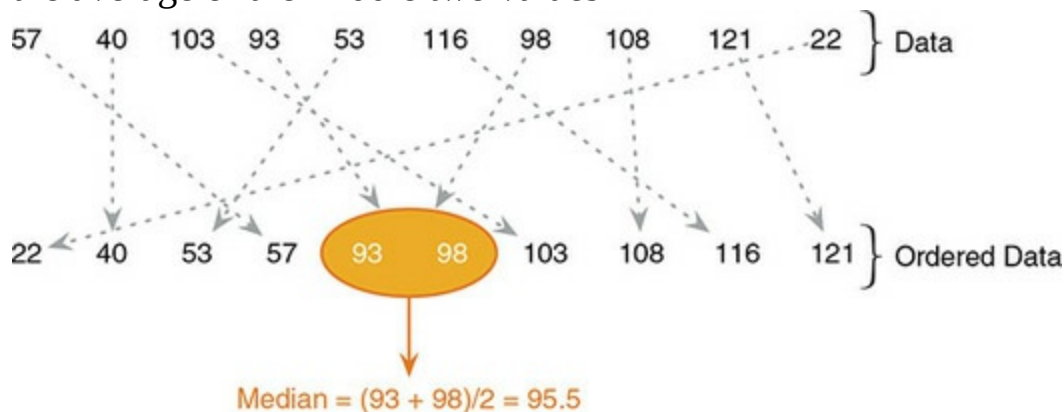 57 40 103 93 53 116 98 108 121 22 } Data
22 40 53 57 93 98 103 108 116 121 } Ordered Data
Median = (93 + 98)/2 = 95.5